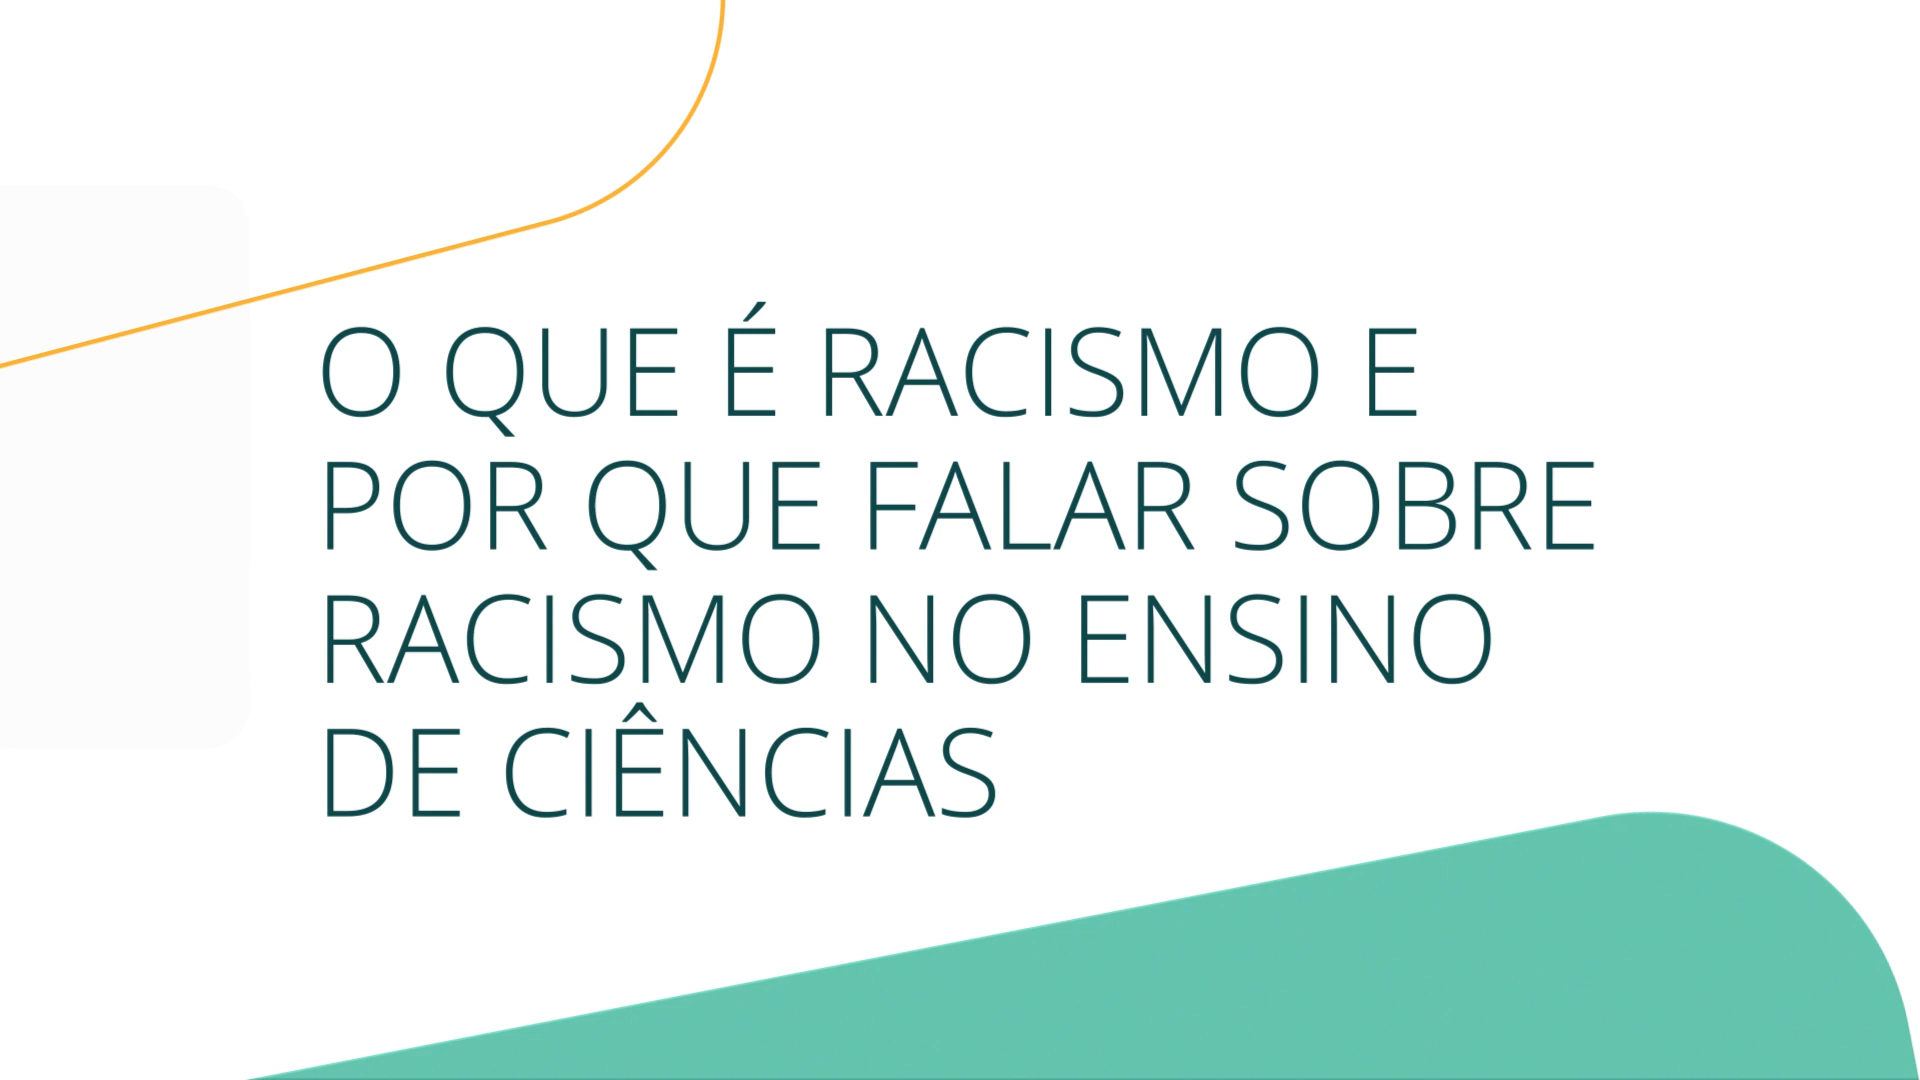 O QUE É RACISMO E
POR QUE FALAR SOBRE
RACISMO NO ENSINO
DE CIÊNCIAS